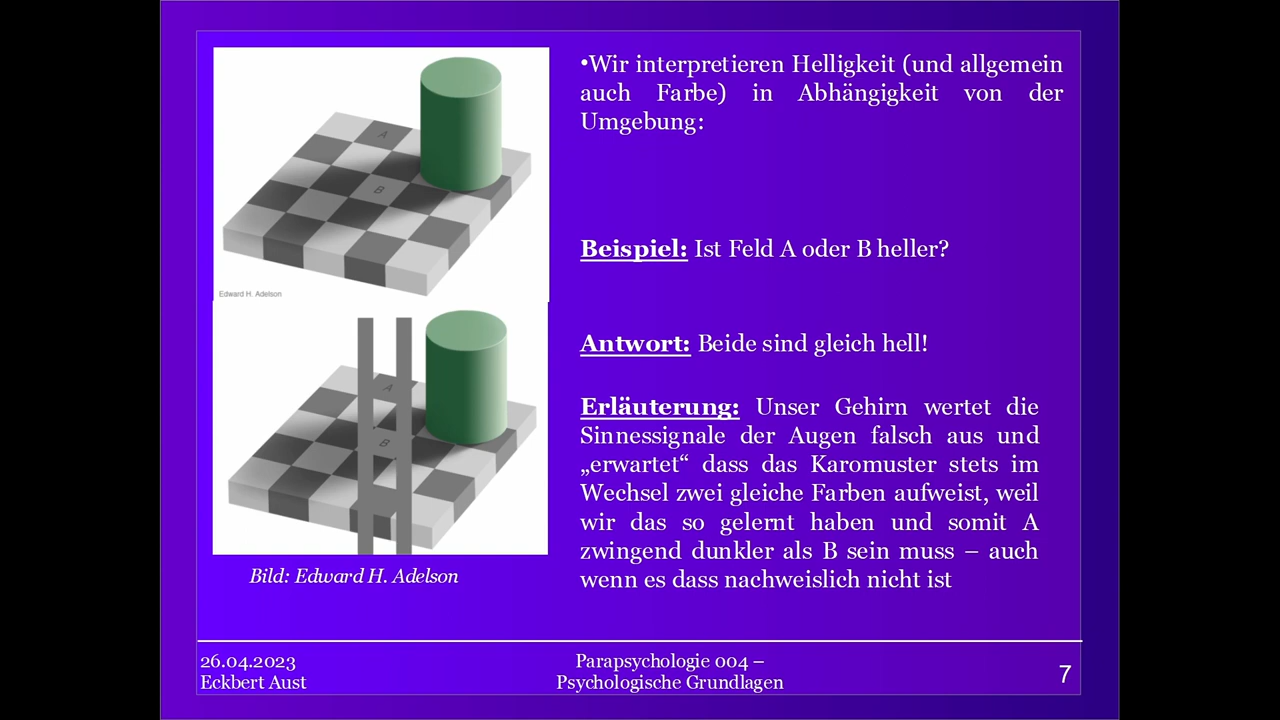 •Wir interpretieren Helligkeit (und allgemein
auch Farbe) in Abhängigkeit von der
Umgebung:
A
B
Edward H. Adelson
Beispiel: Ist Feld A oder B heller?
Antwort: Beide sind gleich hell!
A
B
Erläuterung: Unser Gehirn wertet die
Sinnessignale der Augen falsch aus und
„erwartet“ dass das Karomuster stets im
Wechsel zwei gleiche Farben aufweist, weil
wir das so gelernt haben und somit A
zwingend dunkler als B sein muss – auch
wenn es dass nachweislich nicht ist
Bild: Edward H. Adelson
26.04.2023
Eckbert Aust
Parapsychologie 004 –
Psychologische Grundlagen
7